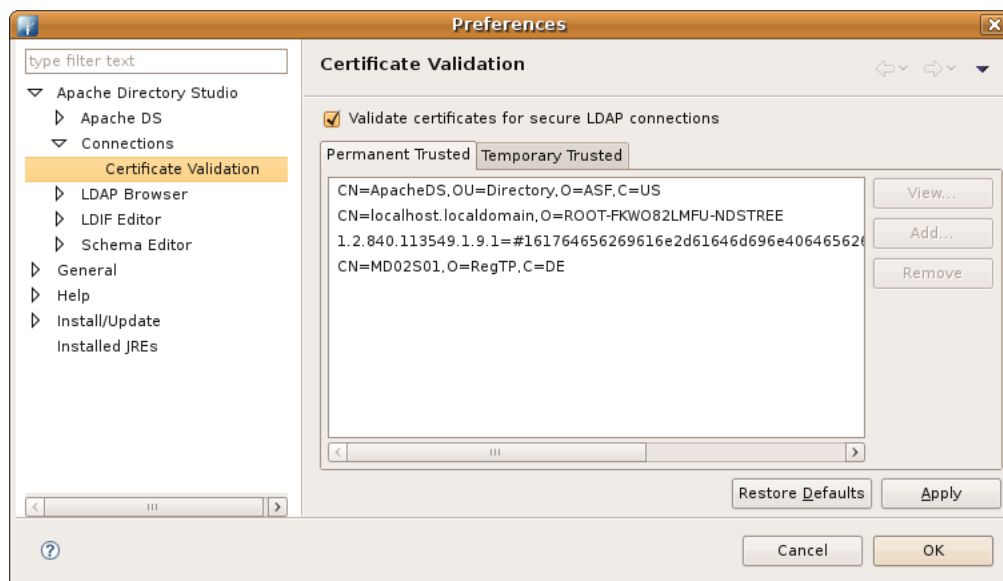 Preferences
type filter text
Apache Directory Studio
Apache DS
Connections
Certificate Validation
LDAP Browser
LDIF Editor
Schema Editor
General
Help
Install/Update
Installed JREs
Certificate Validation
Validate certificates for secure LDAP connections
Permanent Trusted Temporary Trusted
CN=ApacheDS,OU=Directory,O=ASF,C=US
CN=localhost.localdomain,O=ROOT-FKWO82LMFU-NDSTREE
1.2.840.113549.1.9.1=#161764656269616e2d61646d696e406465626
CN=MD02S01,O=RegTP,C=DE
View...
Add...
Remove
Restore Defaults Apply
Cancel OK